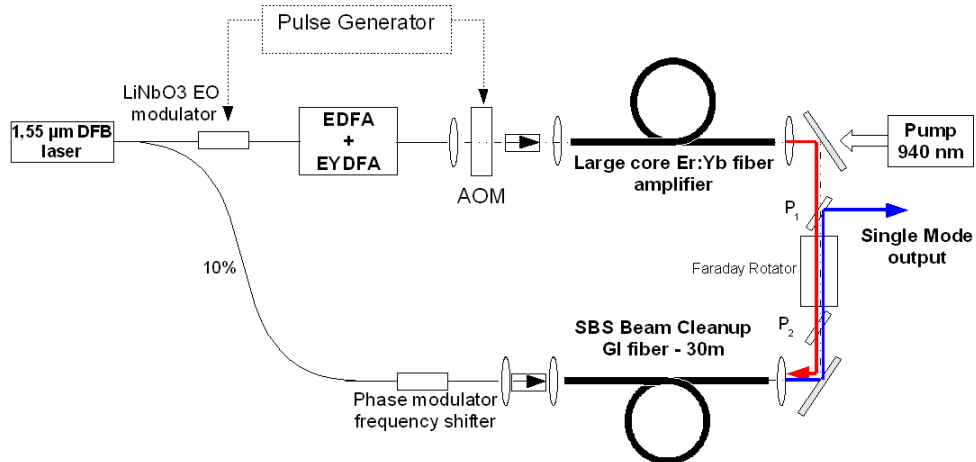 Pulse Generator
LiNbO3 EO
modulator
1,55 µm DFB
laser
EDFA
+
EYDFA
AOM
Large core Er:Yb fiber
amplifier
Pump
940 nm
P1
Single Mode
output
Faraday Rotator
P2
10%
SBS Beam Cleanup
GI fiber - 30m
Phase modulator
frequency shifter